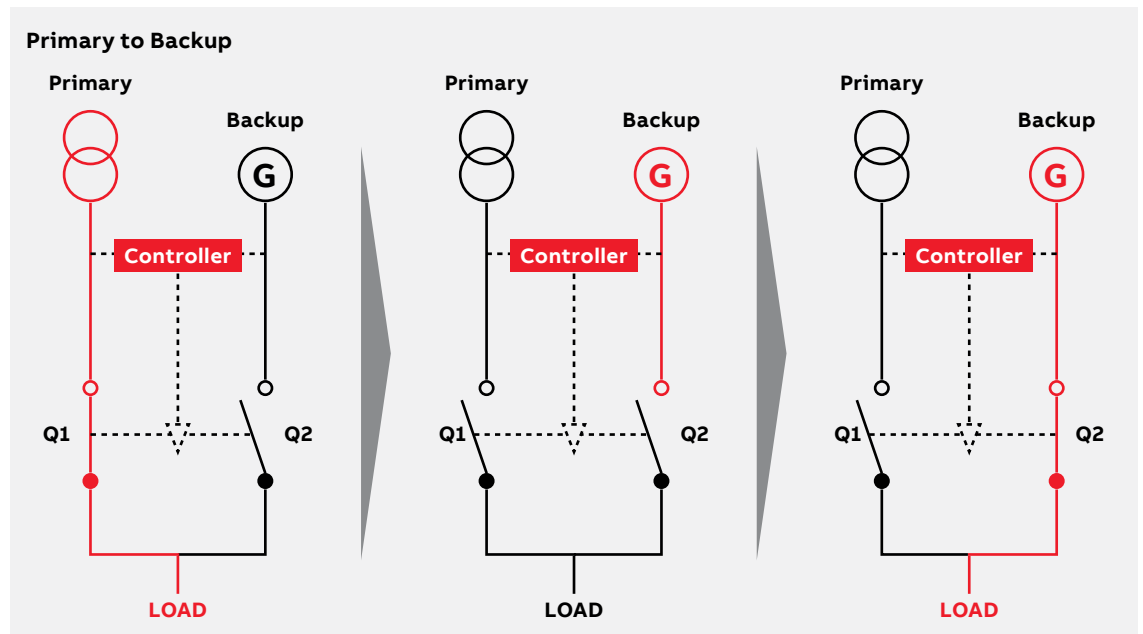 Primary to Backup
Primary
Backup
G
Controller
Q1
Q2
LOAD
Primary
Backup
G
Controller
Q1
Q2
LOAD
Primary
Backup
G
Controller
Q1
Q2
LOAD